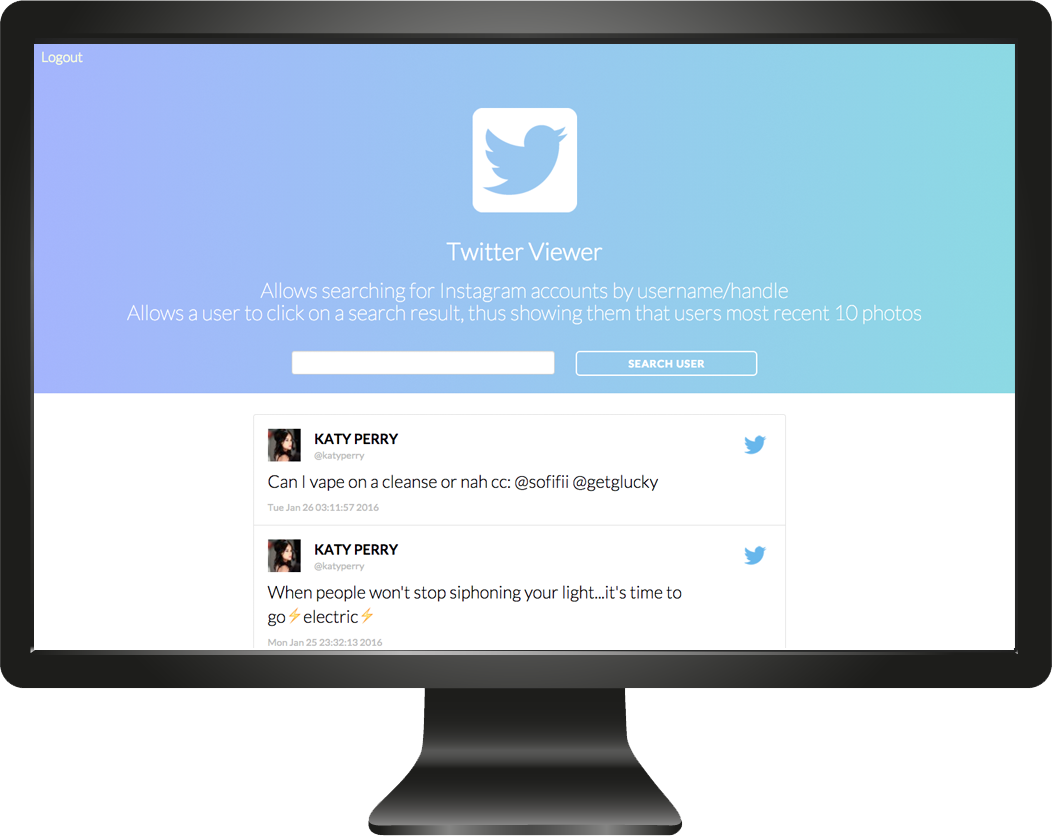 Logout
Twitter Viewer
Allows searching for Instagram accounts by username/handle
Allows a user to click on a search result, thus showing them that users most recent 10 photos
SEARCH USER
KATY PERRY
@katyperry
Can I vape on a cleanse or nah cc: @sofifii @getglucky
Tue Jan 26 03:11:57 2016
KATY PERRY
@katyperry
When people won't stop siphoning your light...it's time to
go⚡electric⚡
Mon Jan 25 23:32:13 2016